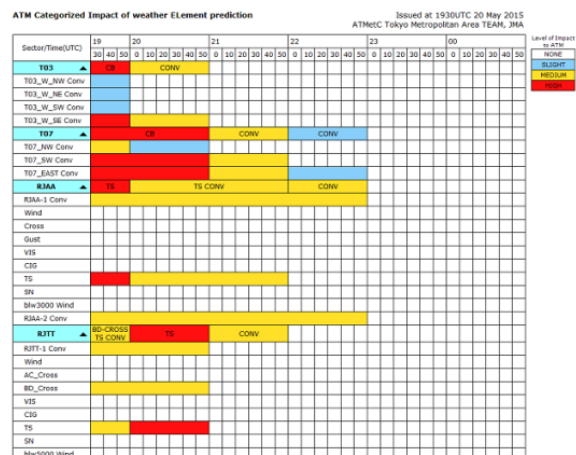 ATM Categorized Impact of weather ELement prediction
Issued at 1930UTC 20 May 2015
ATMetC Tokyo Metropolitan Area TEAM, JMA
Level of Impact
to ATM
NONE
SLIGHT
MEDIUM
HIGH
Sector/Time(UTC) 19 20 21 22 23 00
30 40 50 0 10 20 30 40 50 0 10 20 30 40 50 0 10 20 30 40 50 0 10 20 30 40 50 0 10 20 30 40 50
T03 ▲ CB CONV
T03_W_NW Conv
T03_W_NE Conv
T03_W_SW Conv
T03_W_SE Conv
T07 ▲ CB CONV CONV
T07_NW Conv
T07_SW Conv
T07_EAST Conv
RJAA ▲ TS TS CONV CONV
RJAA-1 Conv
Wind
Cross
Gust
VIS
CIG
TS
SN
blw3000 Wind
RJAA-2 Conv
RJTT ▲ BD-CROSS TS CONV TS CONV
RJTT-1 Conv
Wind
AC_Cross
BD_Cross
VIS
CIG
TS
SN
blw5000 Wind